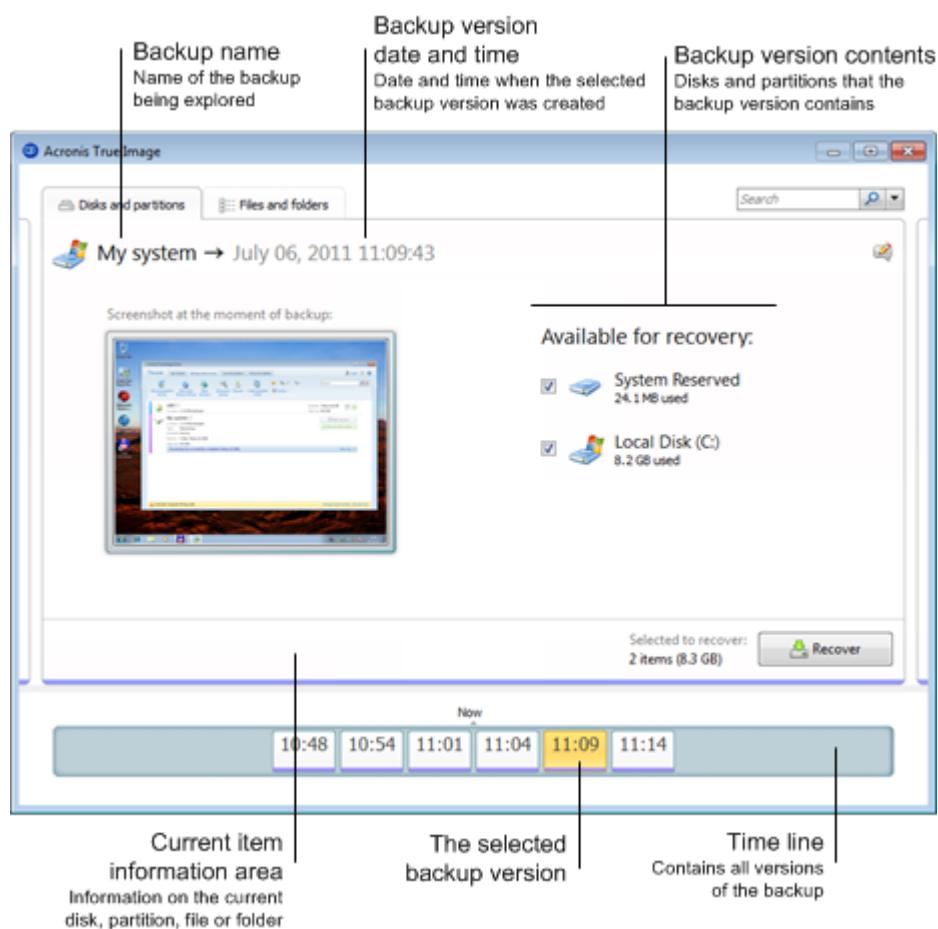 Backup name
Name of the backup
being explored
Backup version
date and time
Date and time when the selected
backup version was created
Backup version contents
Disks and partitions that the
backup version contains
Acronis True Image
Disks and partitions
Files and folders
Search
My system → July 06, 2011 11:09:43
Screenshot at the moment of backup:
Available for recovery:
System Reserved
24.1 MB used
Local Disk (C:)
8.2 GB used
Selected to recover:
2 items (8.3 GB)
Recover
Now
10:48 10:54 11:01 11:04 11:09 11:14
Current item
information area
Information on the current
disk, partition, file or folder
The selected
backup version
Time line
Contains all versions
of the backup